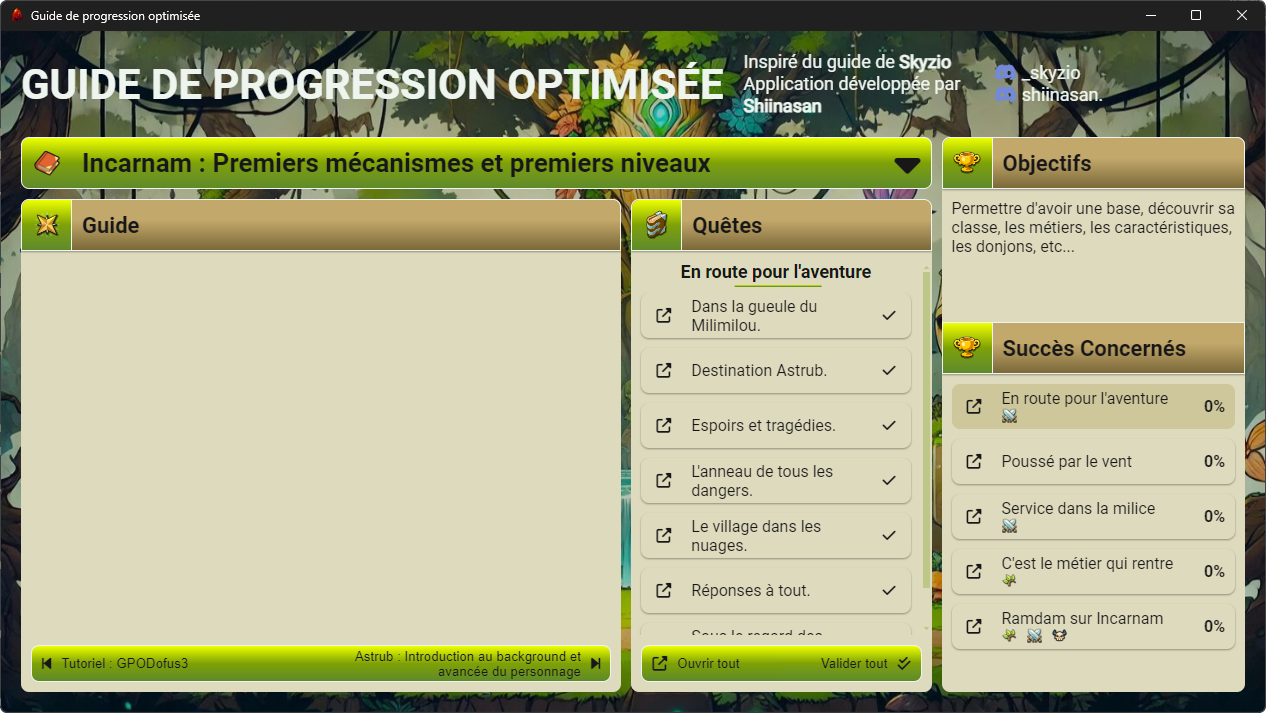 Guide de progression optimisée
GUIDE DE PROGRESSION OPTIMISÉE
Inspiré du guide de Skyzio
Application développée par
Shiinasan
_skyzio
shiinasan.
Incarnam : Premiers mécanismes et premiers niveaux
Guide
Tutoriel : GPODofus3
Astrub : Introduction au background et
avancée du personnage
Quêtes
En route pour l'aventure
Dans la gueule du
Milimilou.
Destination Astrub.
Espoirs et tragédies.
L'anneau de tous les
dangers.
Le village dans les
nuages.
Réponses à tout.
Sous le regard des
Ouvrir tout
Valider tout
Objectifs
Permettre d'avoir une base, découvrir sa
classe, les métiers, les caractéristiques,
les donjons, etc...
Succès Concernés
En route pour l'aventure
0%
Poussé par le vent
0%
Service dans la milice
0%
C'est le métier qui rentre
0%
Ramdam sur Incarnam
0%